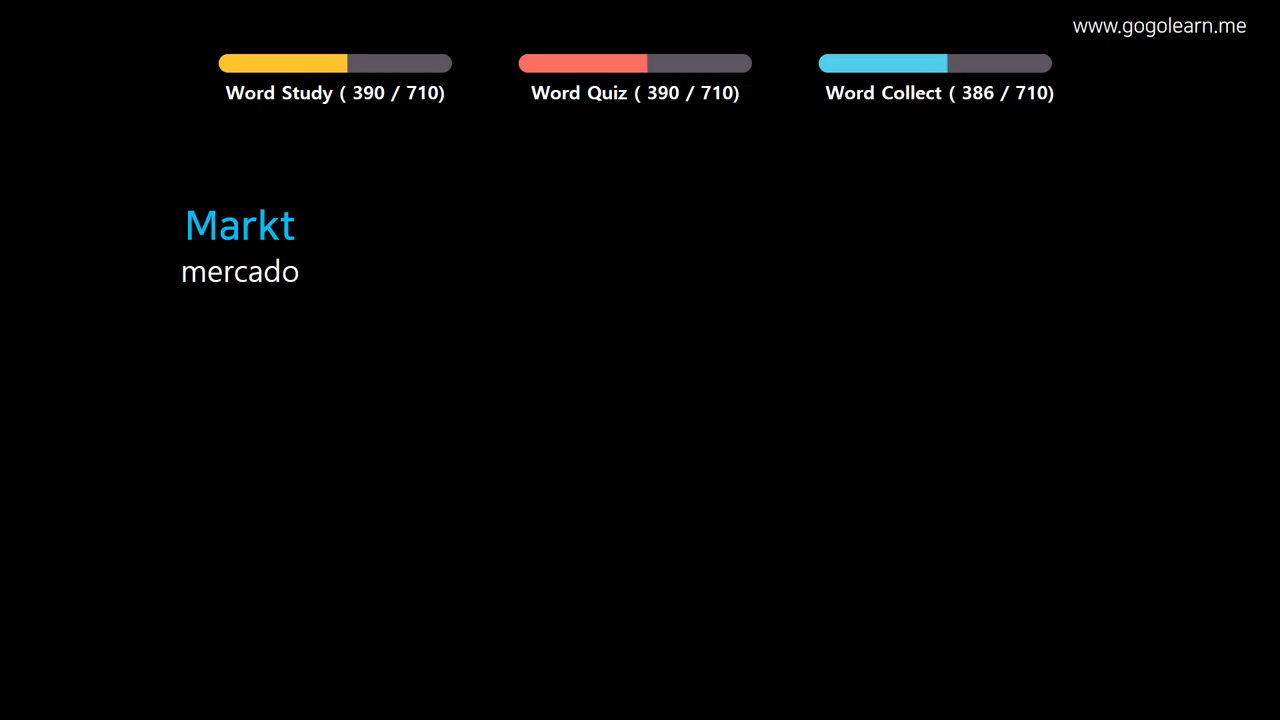 www.gogolearn.me
Word Study ( 390 / 710)
Word Quiz ( 390 / 710)
Word Collect ( 386 / 710)
Markt
mercado